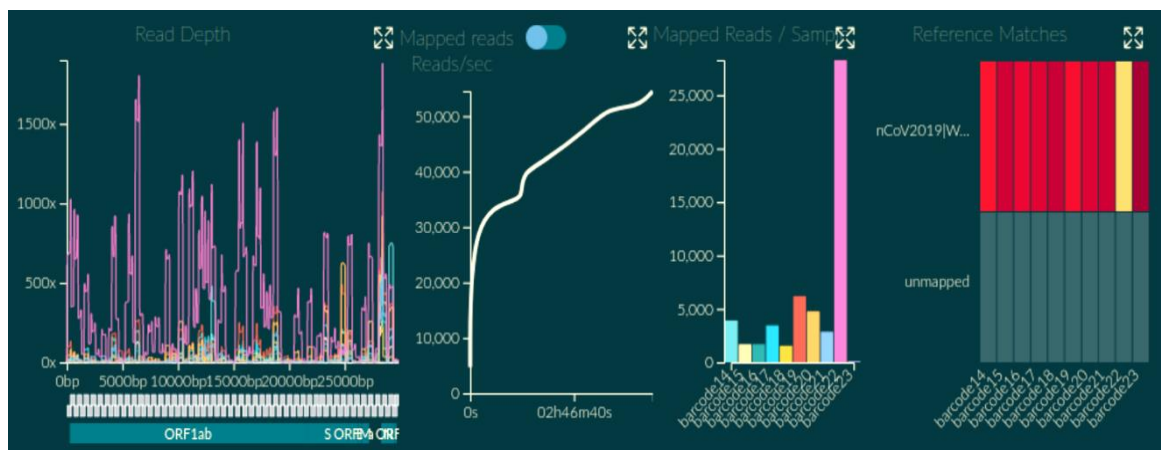 Read Depth
1500x
1000x
500x
0x
0bp 50000bp 10000bp 15000bp 20000bp 25000bp
ORF1ab
S
Mapped reads
Reads/sec
50,000
40,000
30,000
20,000
10,000
0
0s 02h46m40s
Mapped Reads / Samp
25,000
20,000
15,000
10,000
5,000
0
barcode14
barcode15
barcode16
barcode17
barcode18
barcode19
barcode20
barcode21
barcode22
barcode23
Reference Matches
nCoV2019|W...
unmapped
barcode14
barcode15
barcode16
barcode17
barcode18
barcode19
barcode20
barcode21
barcode22
barcode23